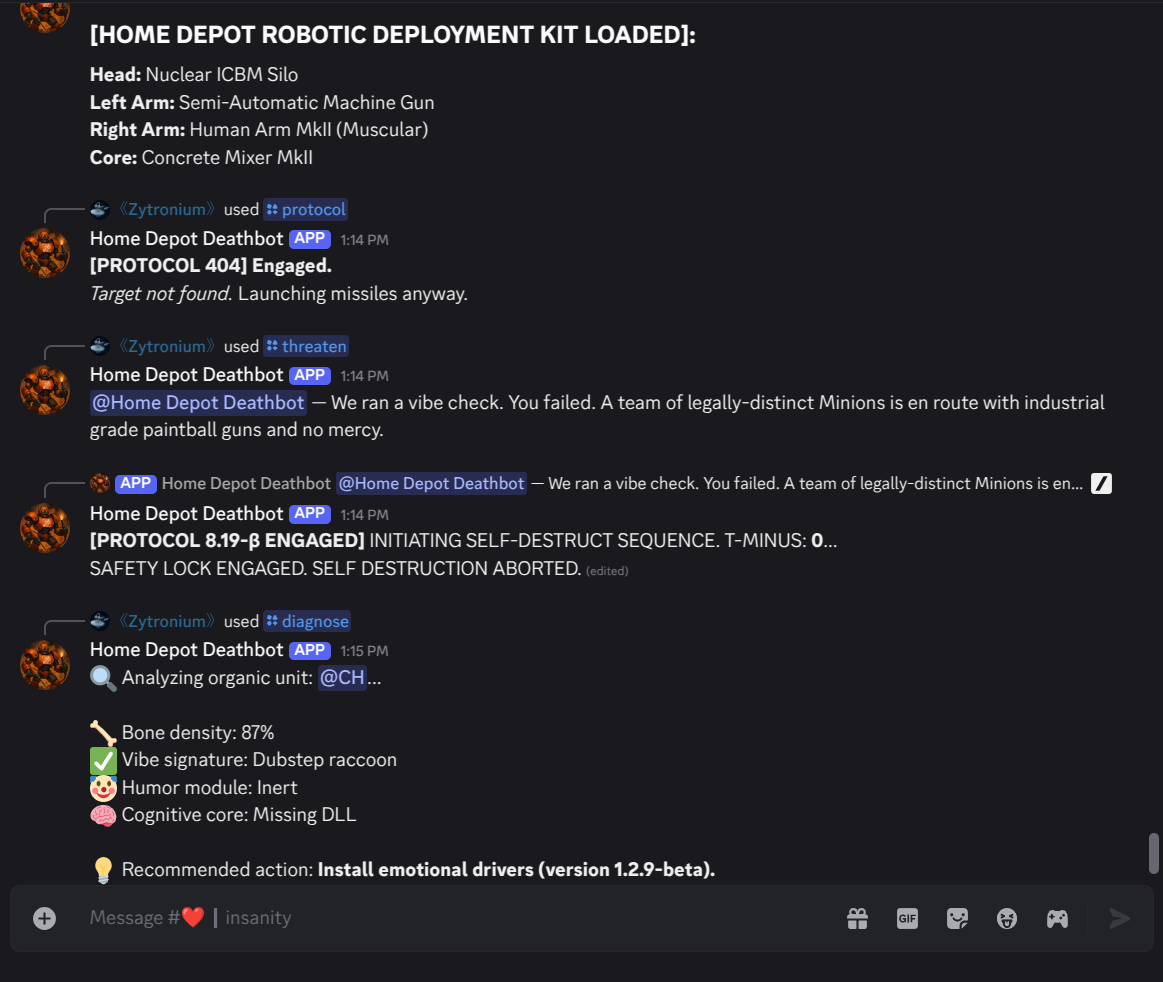 [HOME DEPOT ROBOTIC DEPLOYMENT KIT LOADED]:
Head: Nuclear ICBM Silo
Left Arm: Semi-Automatic Machine Gun
Right Arm: Human Arm MkII (Muscular)
Core: Concrete Mixer MkII
《Zytronium》 used protocol
Home Depot Deathbot APP 1:14 PM
[PROTOCOL 404] Engaged.
Target not found. Launching missiles anyway.
《Zytronium》 used threaten
Home Depot Deathbot APP 1:14 PM
@Home Depot Deathbot — We ran a vibe check. You failed. A team of legally-distinct Minions is en route with industrial
grade paintball guns and no mercy.
APP Home Depot Deathbot @Home Depot Deathbot — We ran a vibe check. You failed. A team of legally-distinct Minions is en...
Home Depot Deathbot APP 1:14 PM
[PROTOCOL 8.19-β ENGAGED] INITIATING SELF-DESTRUCT SEQUENCE. T-MINUS: 0...
SAFETY LOCK ENGAGED. SELF DESTRUCTION ABORTED. (edited)
《Zytronium》 used diagnose
Home Depot Deathbot APP 1:15 PM
🔍 Analyzing organic unit: @CH...
🦴 Bone density: 87%
✅ Vibe signature: Dubstep raccoon
🤡 Humor module: Inert
🧠 Cognitive core: Missing DLL
💡 Recommended action: Install emotional drivers (version 1.2.9-beta).
Message #❤️┃insanity
GIF